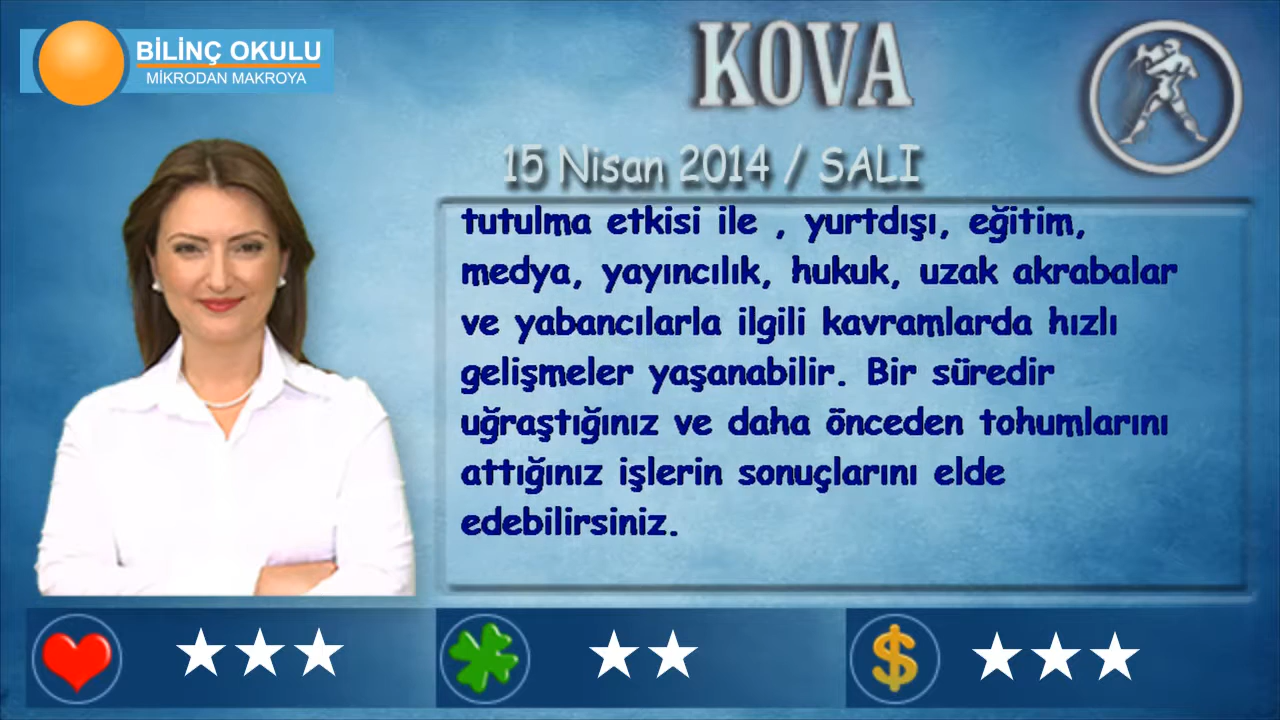 BİLİNÇ OKULU
MİKRODAN MAKROYA
KOVA
15 Nisan 2014 / SALI
tutulma etkisi ile , yurtdışı, eğitim,
medya, yayıncılık, hukuk, uzak akrabalar
ve yabancılarla ilgili kavramlarda hızlı
gelişmeler yaşanabilir. Bir süredir
uğraştığınız ve daha önceden tohumlarını
attığınız işlerin sonuçlarını elde
edebilirsiniz.